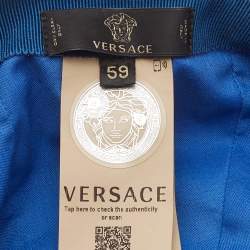 VERSACE
59
VERSACE
Tap here to check the authenticity
or scan